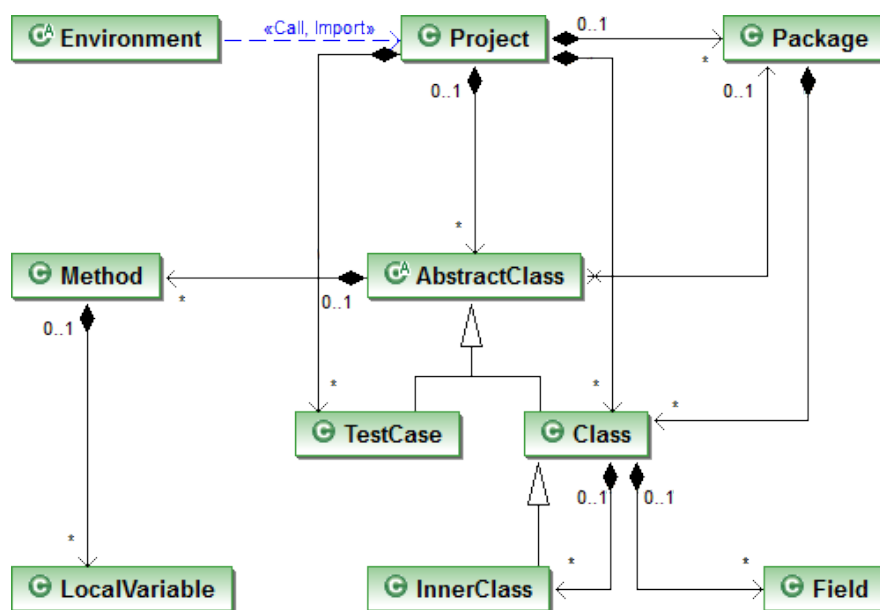 «Call, Import»
Environment
Project
Package
0..1
*
0..1
0..1
*
Method
AbstractClass
*
0..1
0..1
*
*
*
TestCase
Class
0..1
0..1
*
*
*
LocalVariable
InnerClass
Field